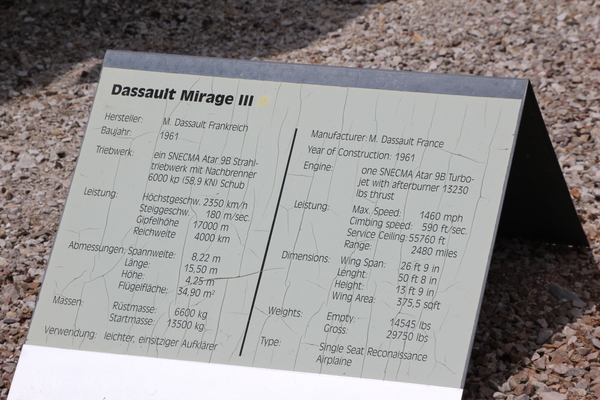 Dassault Mirage III
Hersteller: M. Dassault Frankreich
Baujahr: 1961
Triebwerk: ein SNECMA Atar 9B Strahl-
triebwerk mit Nachbrenner
6000 kp (58,9 KN) Schub
Leistung: Höchstgeschw. 2350 km/h
Steiggeschw. 180 m/sec.
Gipfelhöhe 17000 m
Reichweite 4000 km
Abmessungen: Spannweite: 8,22 m
Länge: 15,50 m
Höhe: 4,25 m
Flügelfläche: 34,90 m²
Massen: Rüstmasse: 6600 kg
Startmasse: 13500 kg
Verwendung: leichter, einsitziger Aufklärer
Manufacturer: M. Dassault France
Year of Construction: 1961
Engine: one SNECMA Atar 9B Turbo-
jet with afterburner 13230
lbs thrust
Leistung: Max. Speed: 1460 mph
Cimbing speed: 590 ft/sec.
Service Ceiling: 55760 ft
Range: 2480 miles
Dimensions: Wing Span: 26 ft 9 in
Lenght: 50 ft 8 in
Height: 13 ft 9 in
Wing Area: 375,5 sqft
Weights: Empty: 14545 lbs
Gross: 29750 lbs
Type: Single Seat Reconaissance
Airplaine